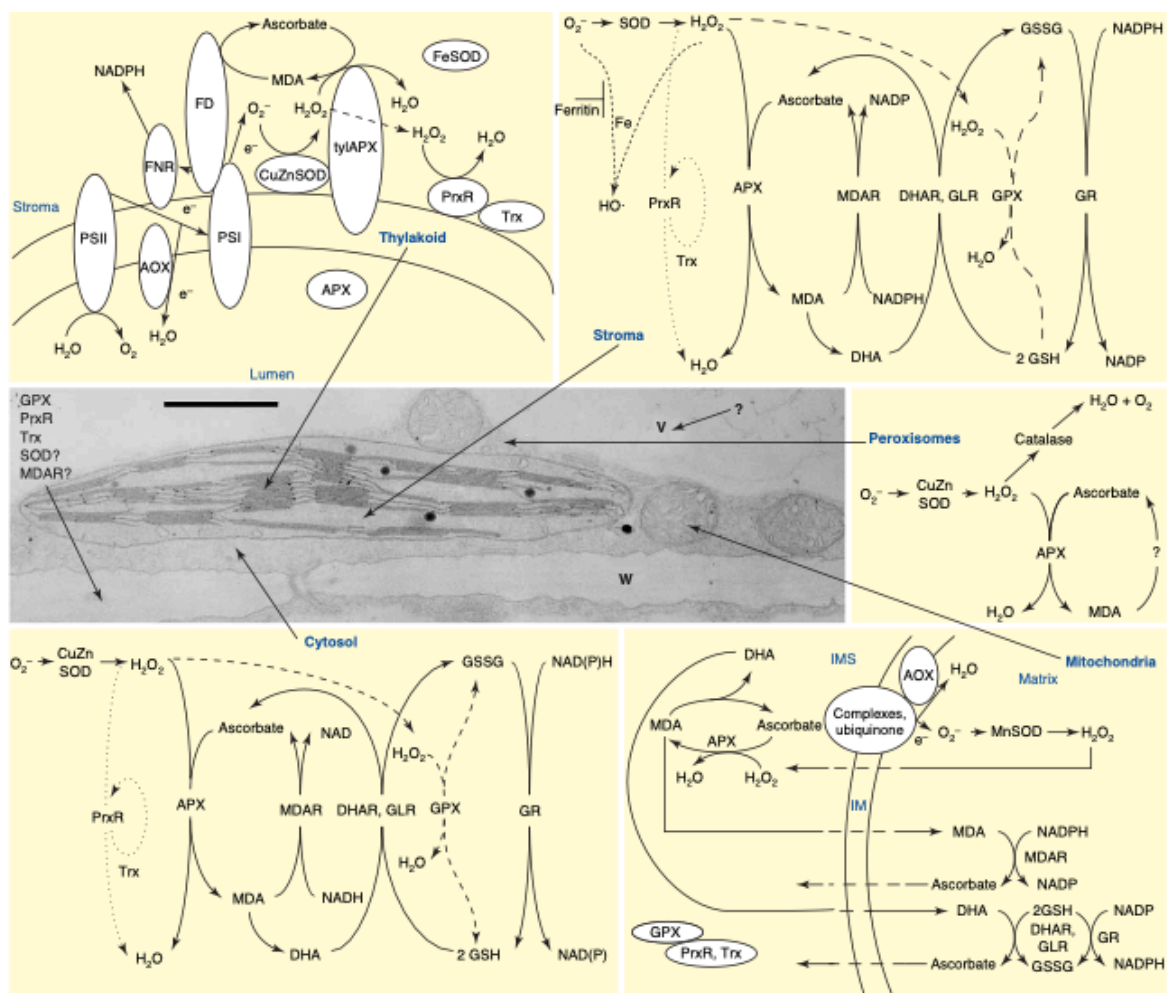 Ascorbate
FeSOD
NADPH
MDA
FD
O₂⁻
H₂O₂
H₂O
H₂O₂
H₂O
tylAPX
e⁻
FNR
CuZnSOD
PrxR
Trx
Stroma
e⁻
PSII
PSI
Thylakoid
AOX
e⁻
APX
H₂O
O₂
H₂O
Lumen
O₂⁻ SOD H₂O₂ GSSG NADPH
Ferritin
Fe
Ascorbate NADP
H₂O₂
HO·
PrxR
APX MDAR DHAR, GLR GPX GR
Trx
H₂O
MDA NADPH
Stroma
H₂O DHA 2 GSH NADP
GPX
PrxR
Trx
SOD?
MDAR?
V ?
W
Peroxisomes
H₂O + O₂
Catalase
O₂⁻ CuZn SOD H₂O₂ Ascorbate
APX ?
H₂O MDA
Cytosol
O₂⁻ CuZn SOD H₂O₂ GSSG NAD(P)H
Ascorbate NAD
H₂O₂
PrxR
APX MDAR DHAR, GLR GPX GR
Trx
H₂O
MDA NADH
H₂O DHA 2 GSH NAD(P)
Mitochondria
DHA IMS AOX H₂O Matrix
MDA Ascorbate Complexes, ubiquinone
APX e⁻ O₂⁻ MnSOD H₂O₂
H₂O H₂O₂
IM
MDA NADPH
MDAR
Ascorbate NADP
DHA 2GSH NADP
DHAR, GLR GR
Ascorbate GSSG NADPH
GPX
PrxR, Trx